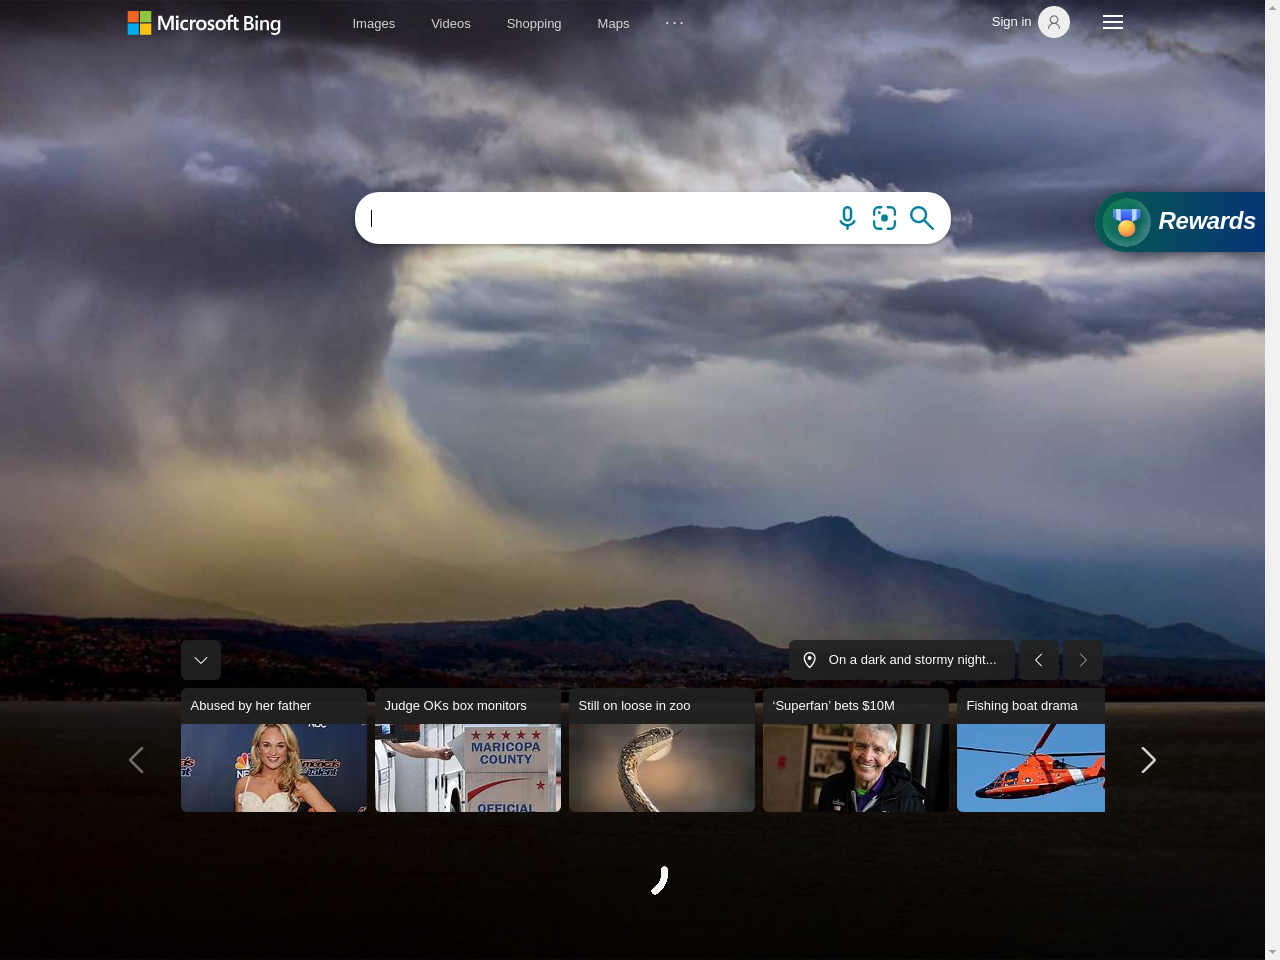 Microsoft Bing
Images
Videos
Shopping
Maps
Sign in
Rewards
On a dark and stormy night...
Abused by her father
Judge OKs box monitors
Still on loose in zoo
‘Superfan’ bets $10M
Fishing boat drama
MARICOPA
COUNTY
OFFICIAL